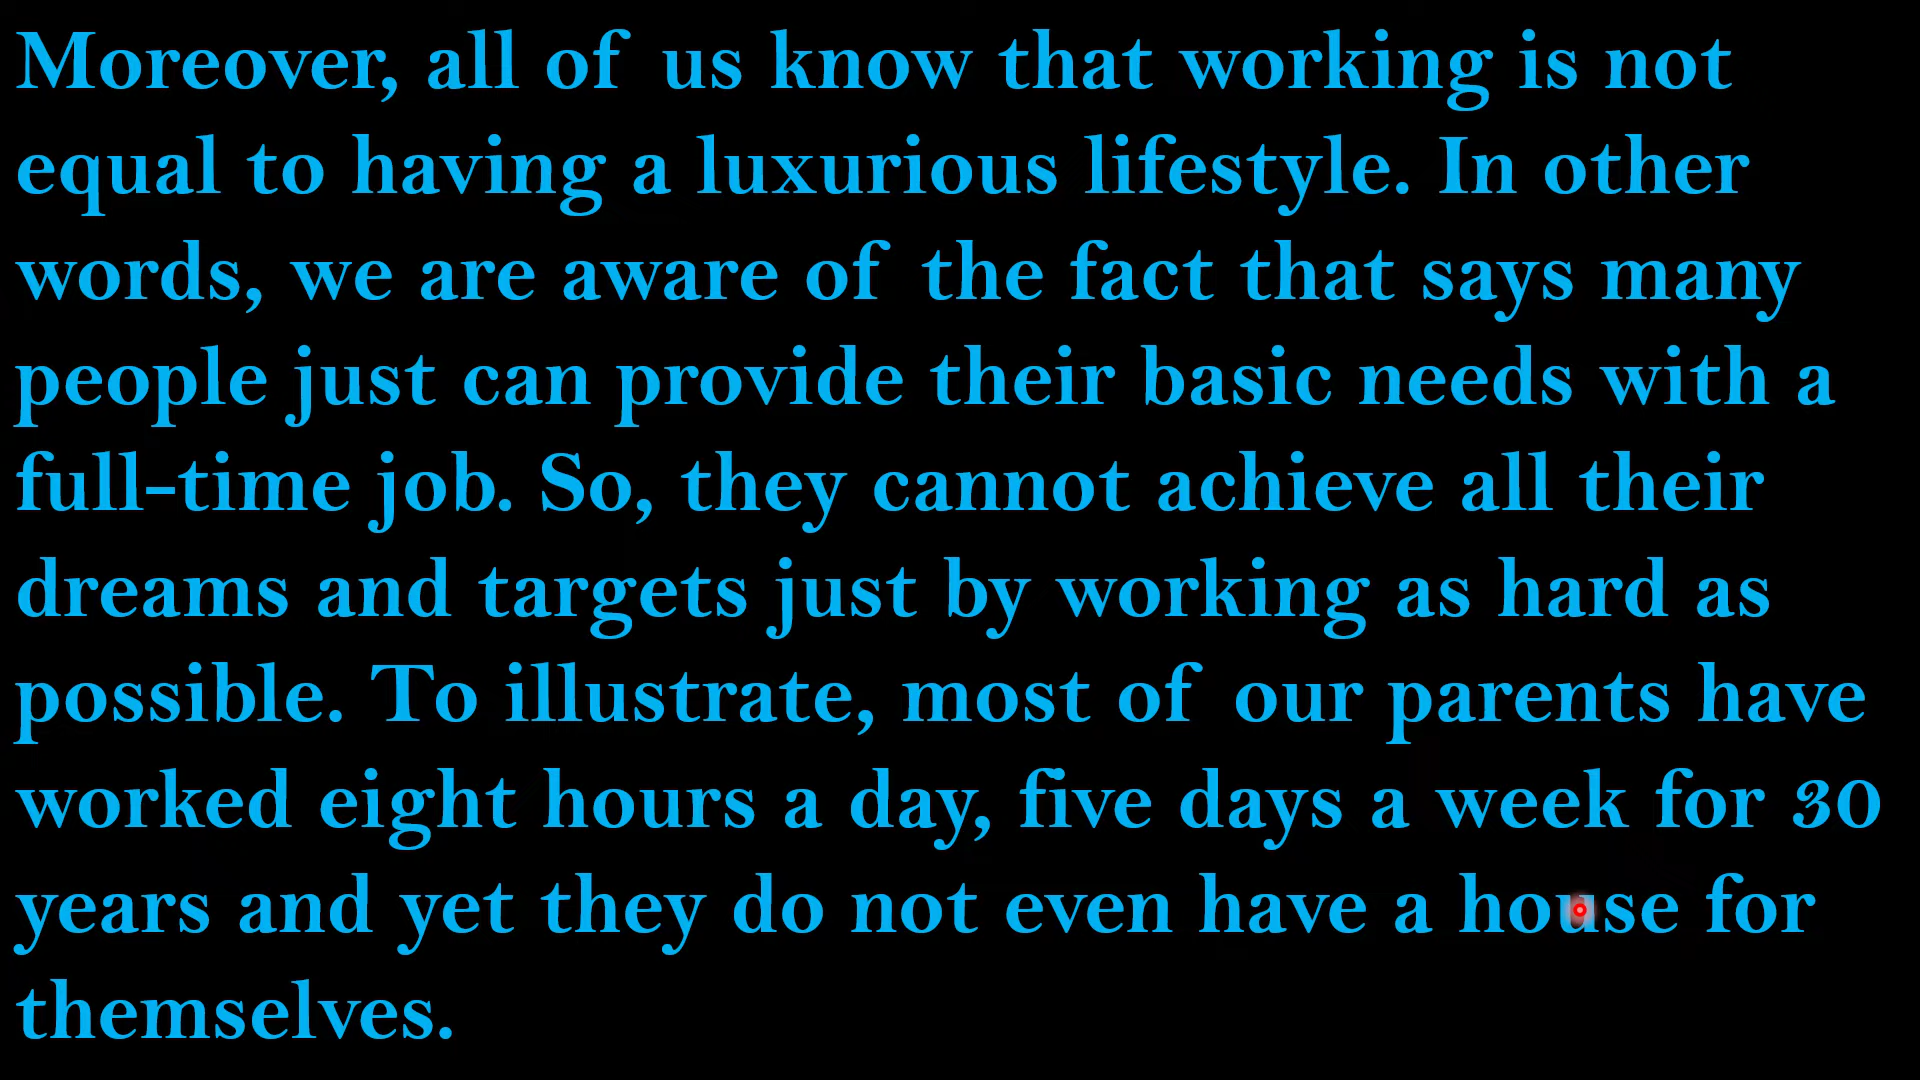 Moreover, all of us know that working is not
equal to having a luxurious lifestyle. In other
words, we are aware of the fact that says many
people just can provide their basic needs with a
full-time job. So, they cannot achieve all their
dreams and targets just by working as hard as
possible. To illustrate, most of our parents have
worked eight hours a day, five days a week for 30
years and yet they do not even have a house for
themselves.